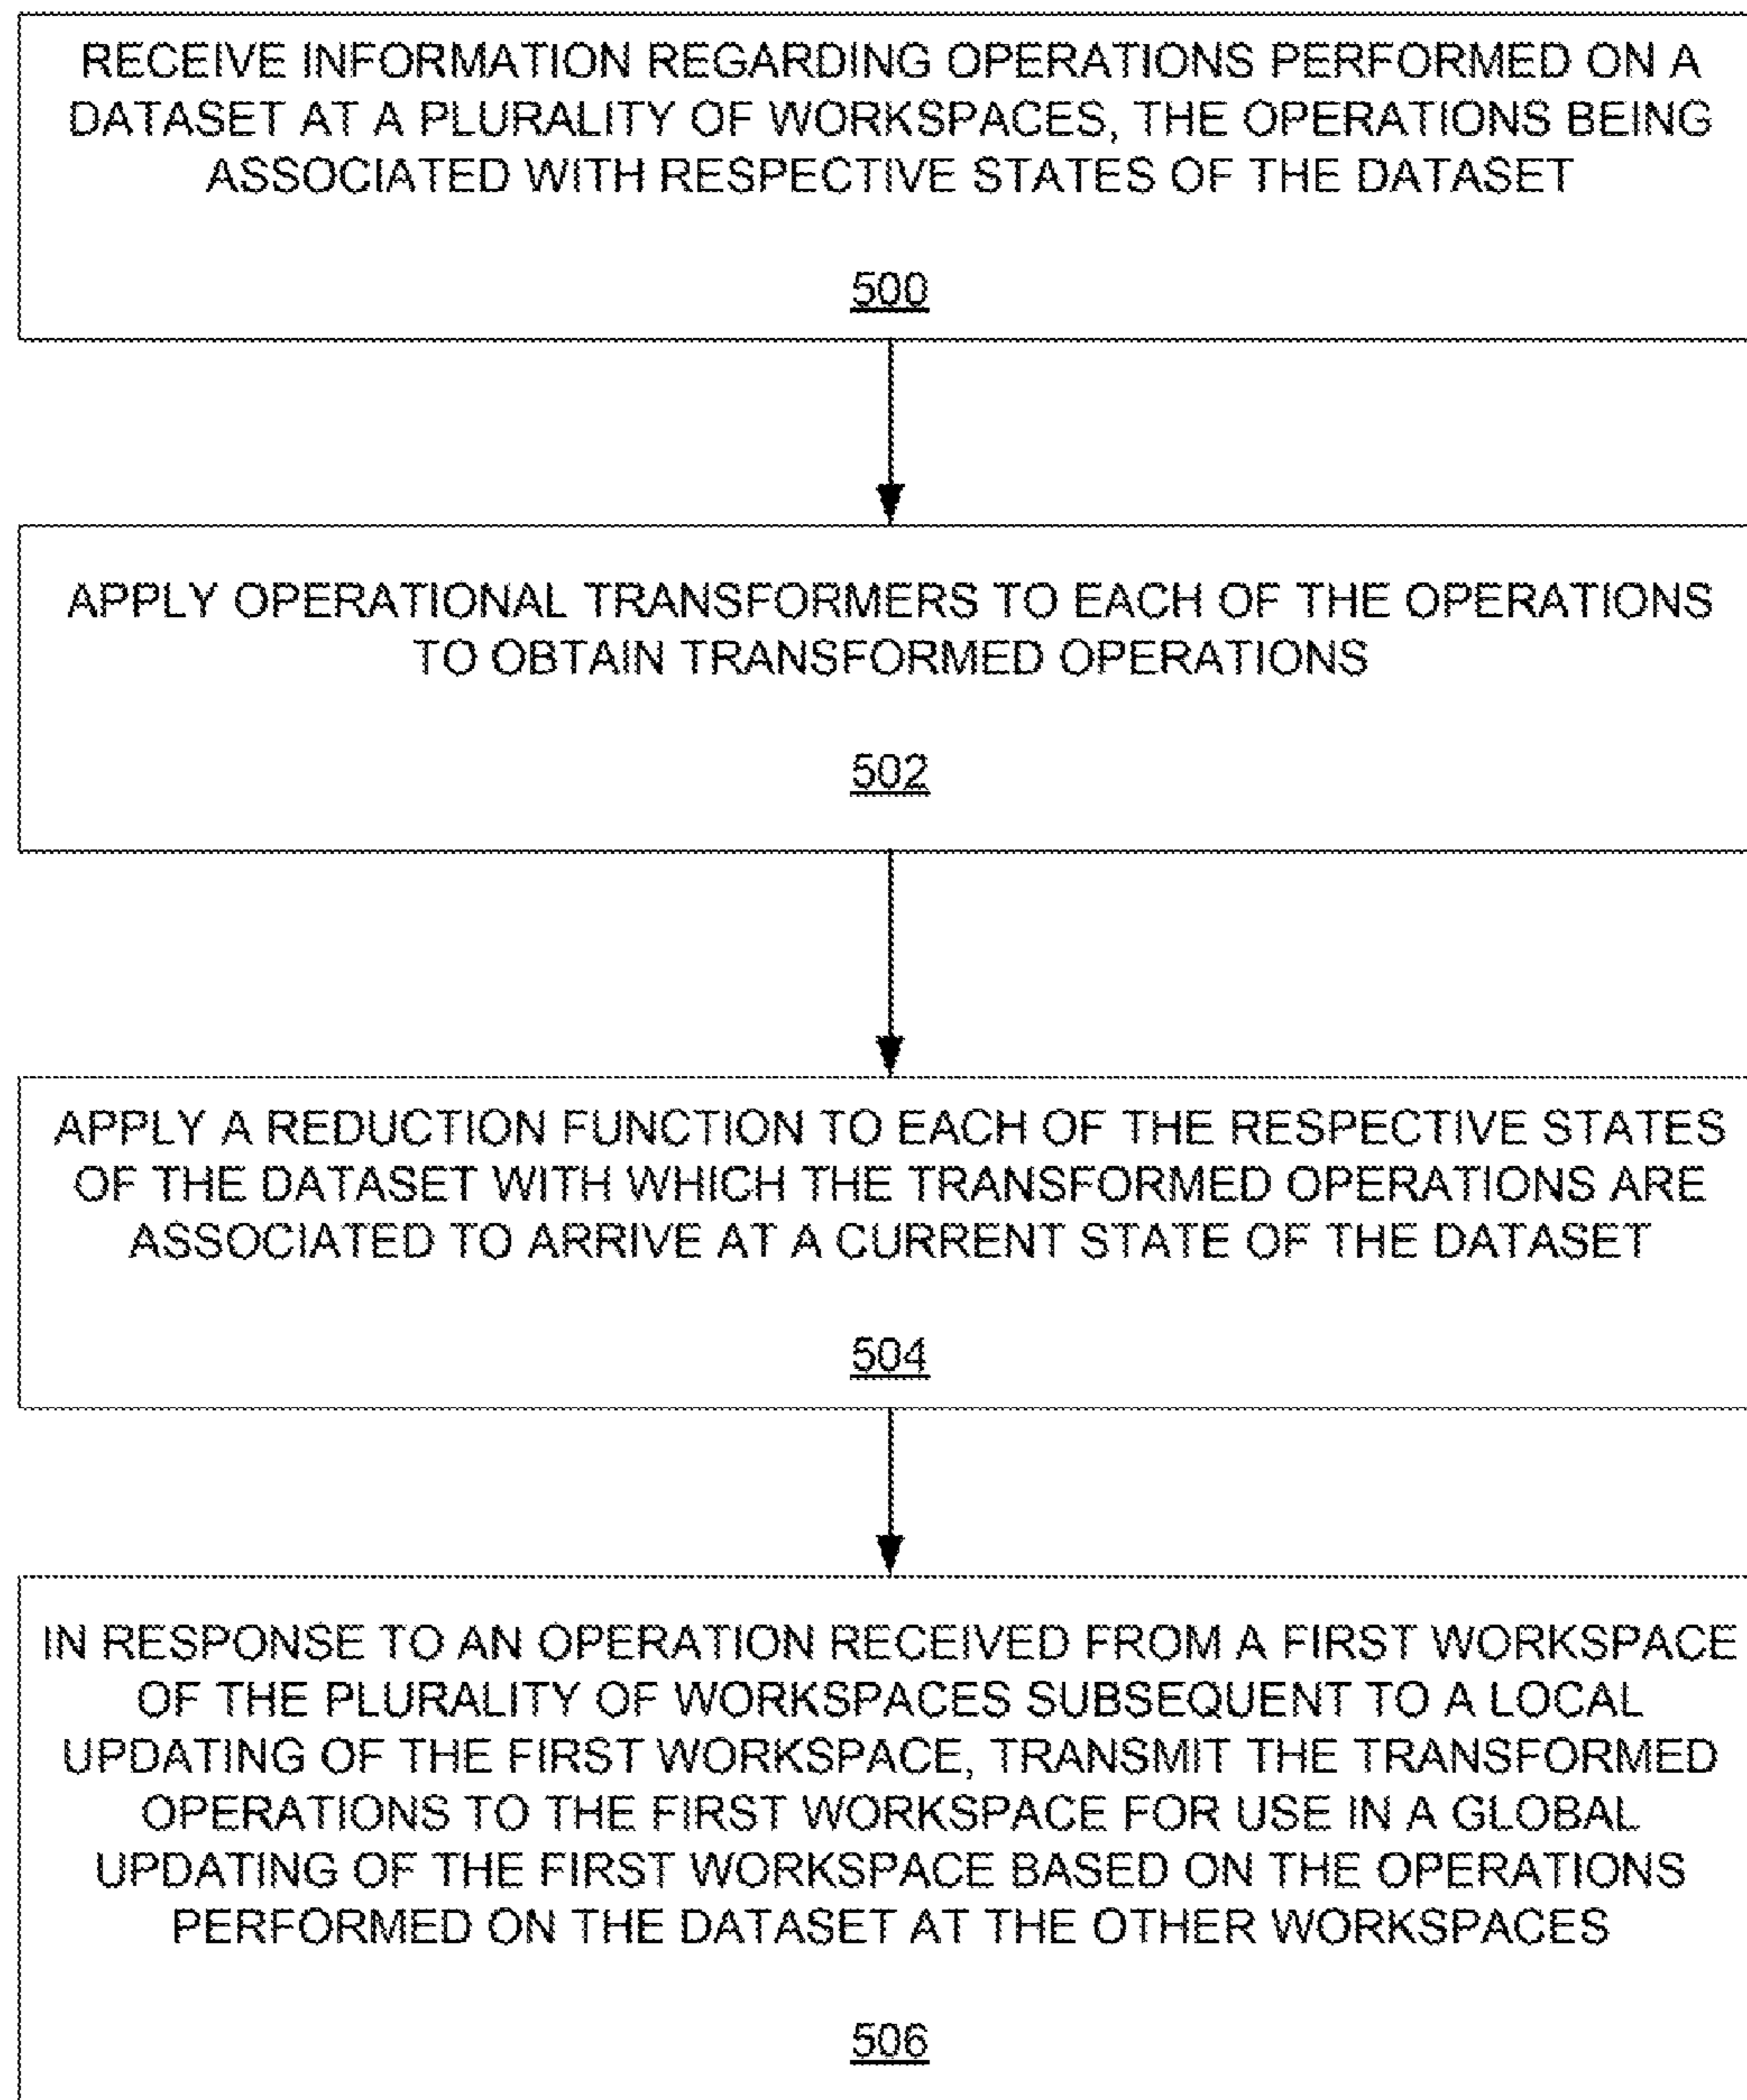 RECEIVE INFORMATION REGARDING OPERATIONS PERFORMED ON A
DATASET AT A PLURALITY OF WORKSPACES, THE OPERATIONS BEING
ASSOCIATED WITH RESPECTIVE STATES OF THE DATASET
500
APPLY OPERATIONAL TRANSFORMERS TO EACH OF THE OPERATIONS
TO OBTAIN TRANSFORMED OPERATIONS
502
APPLY A REDUCTION FUNCTION TO EACH OF THE RESPECTIVE STATES
OF THE DATASET WITH WHICH THE TRANSFORMED OPERATIONS ARE
ASSOCIATED TO ARRIVE AT A CURRENT STATE OF THE DATASET
504
IN RESPONSE TO AN OPERATION RECEIVED FROM A FIRST WORKSPACE
OF THE PLURALITY OF WORKSPACES SUBSEQUENT TO A LOCAL
UPDATING OF THE FIRST WORKSPACE, TRANSMIT THE TRANSFORMED
OPERATIONS TO THE FIRST WORKSPACE FOR USE IN A GLOBAL
UPDATING OF THE FIRST WORKSPACE BASED ON THE OPERATIONS
PERFORMED ON THE DATASET AT THE OTHER WORKSPACES
506